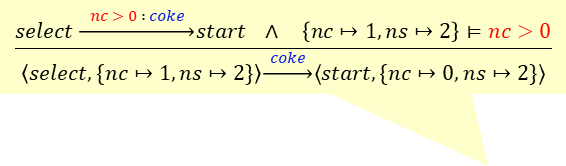 select —nc > 0 : coke→ start ∧ {nc ↦ 1, ns ↦ 2} ⊨ nc > 0
⟨select, {nc ↦ 1, ns ↦ 2}⟩ —coke→ ⟨start, {nc ↦ 0, ns ↦ 2}⟩